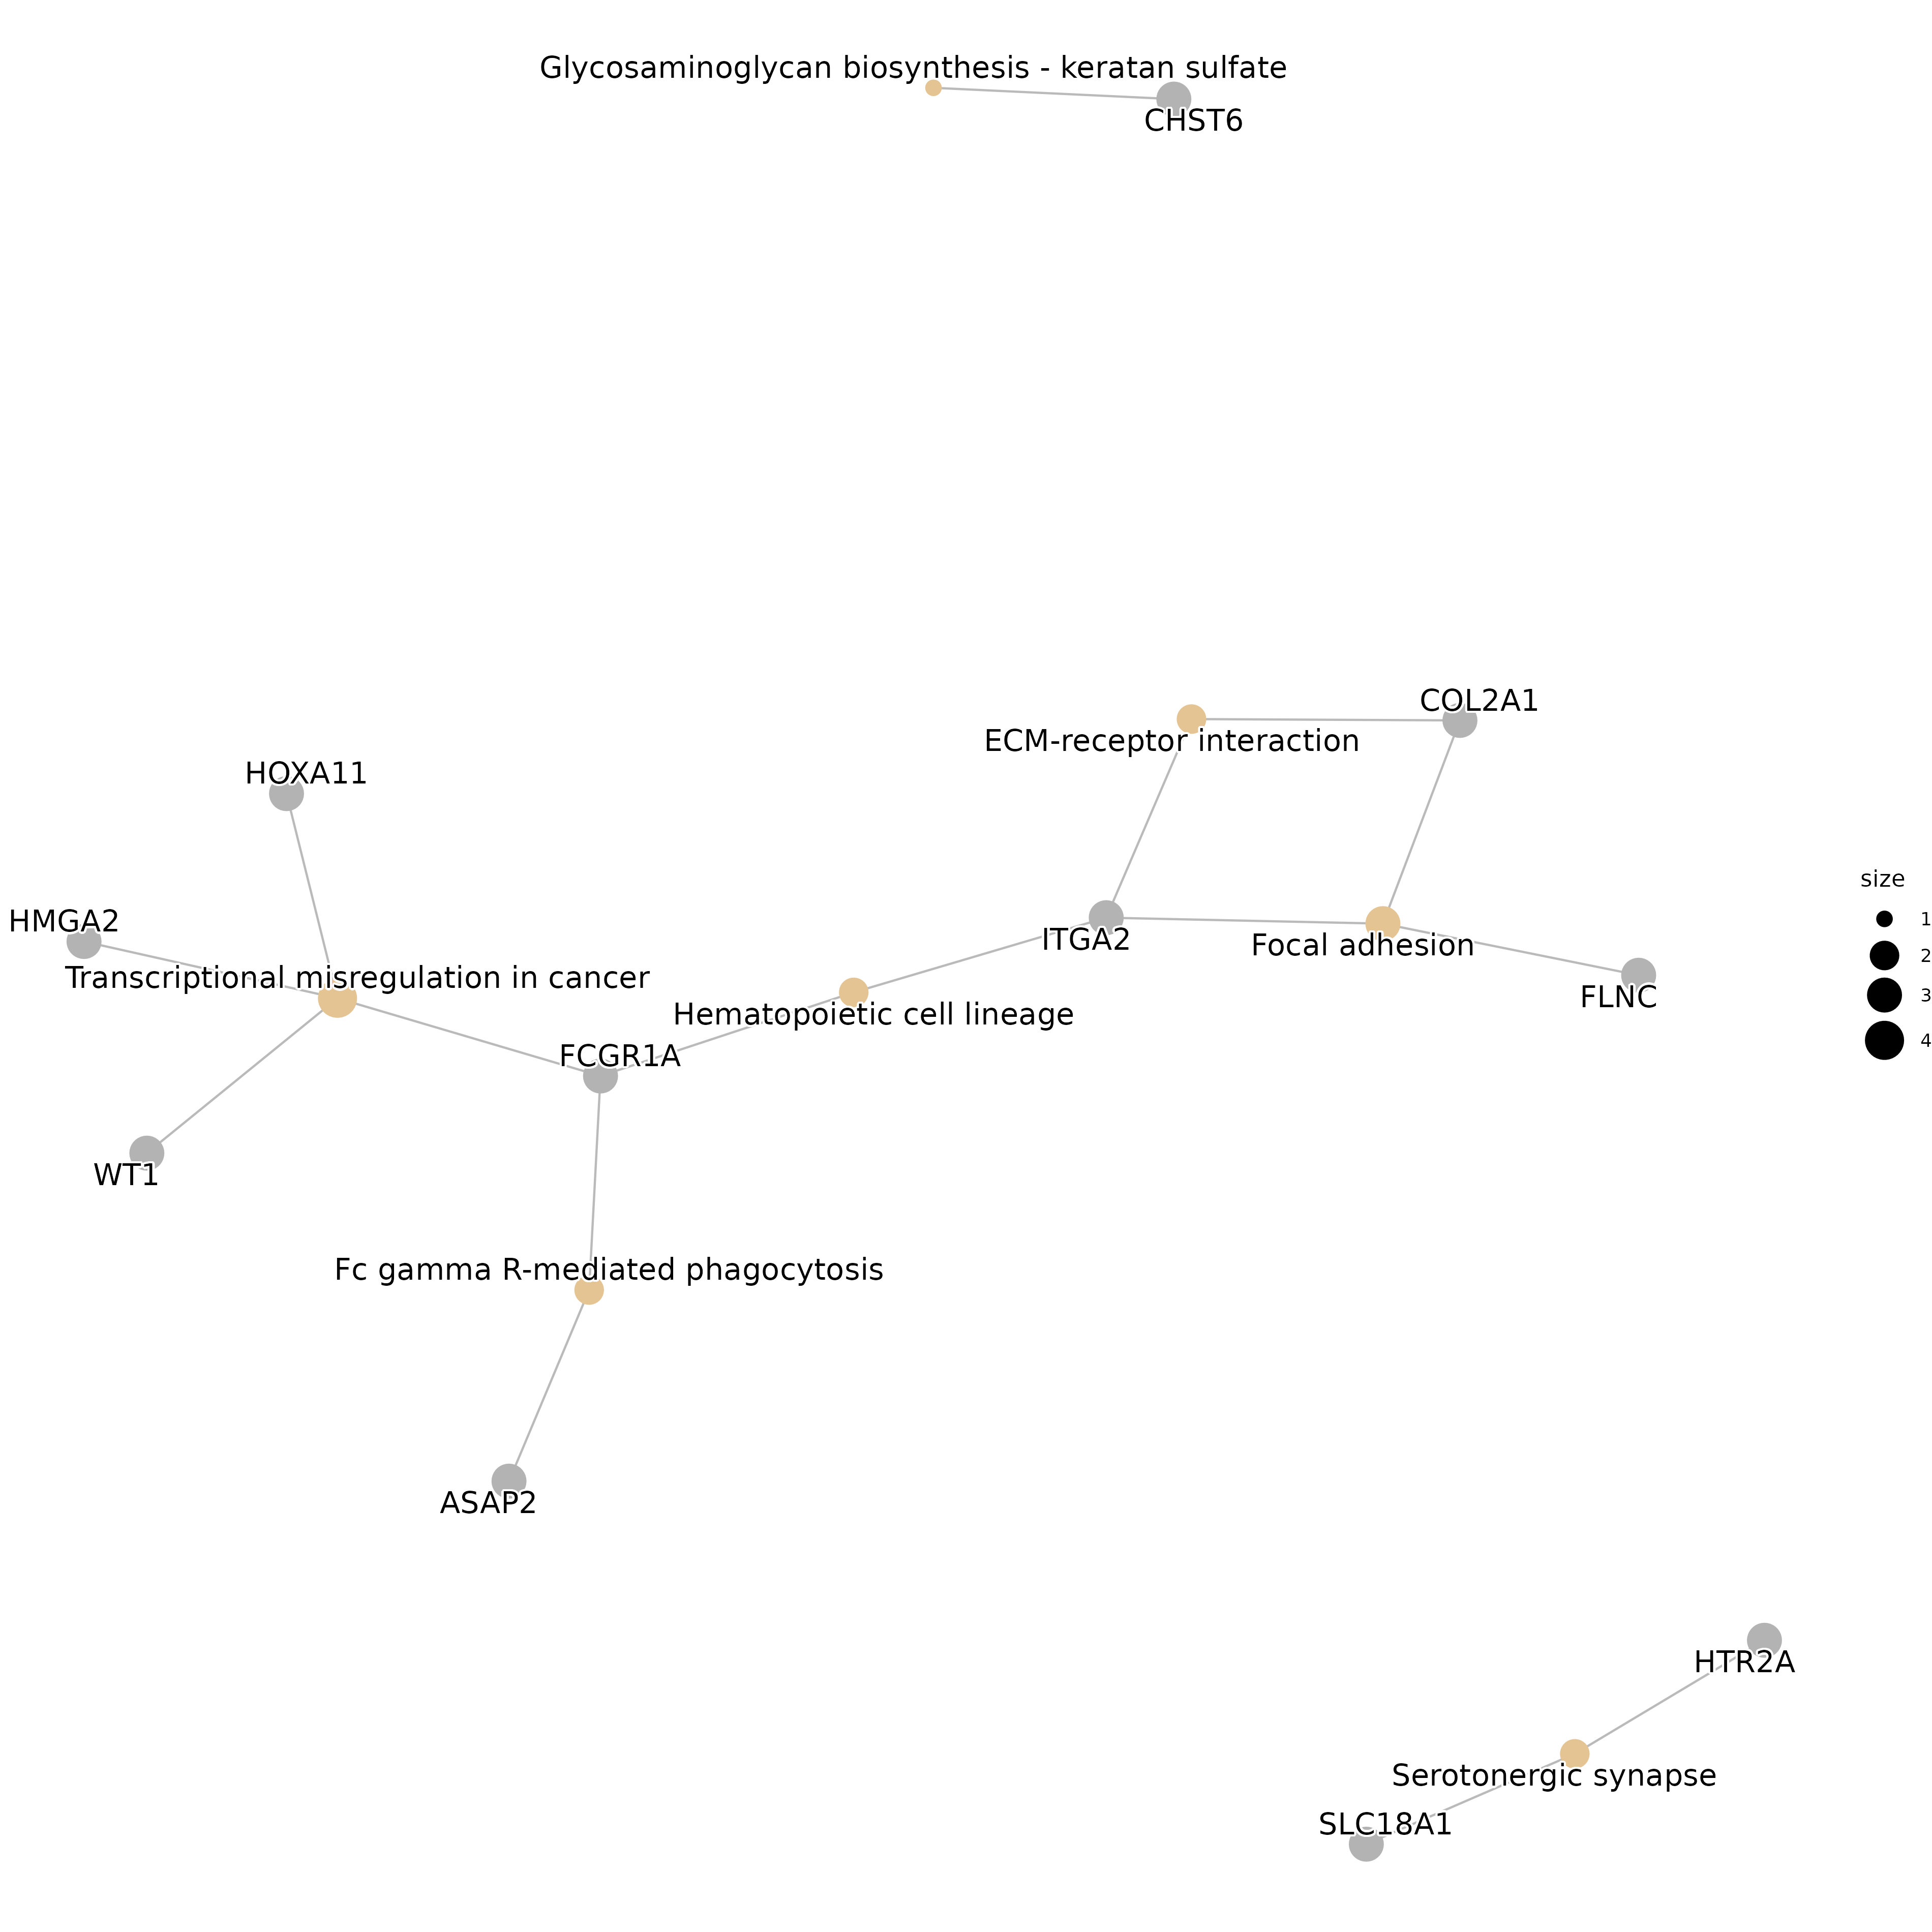 Glycosaminoglycan biosynthesis - keratan sulfate
CHST6
COL2A1
ECM-receptor interaction
HOXA11
size
1
HMGA2
ITGA2
Focal adhesion
2
Transcriptional misregulation in cancer
3
FLNC
Hematopoietic cell lineage
4
FCGR1A
WT1
Fc gamma R-mediated phagocytosis
ASAP2
HTR2A
Serotonergic synapse
SLC18A1